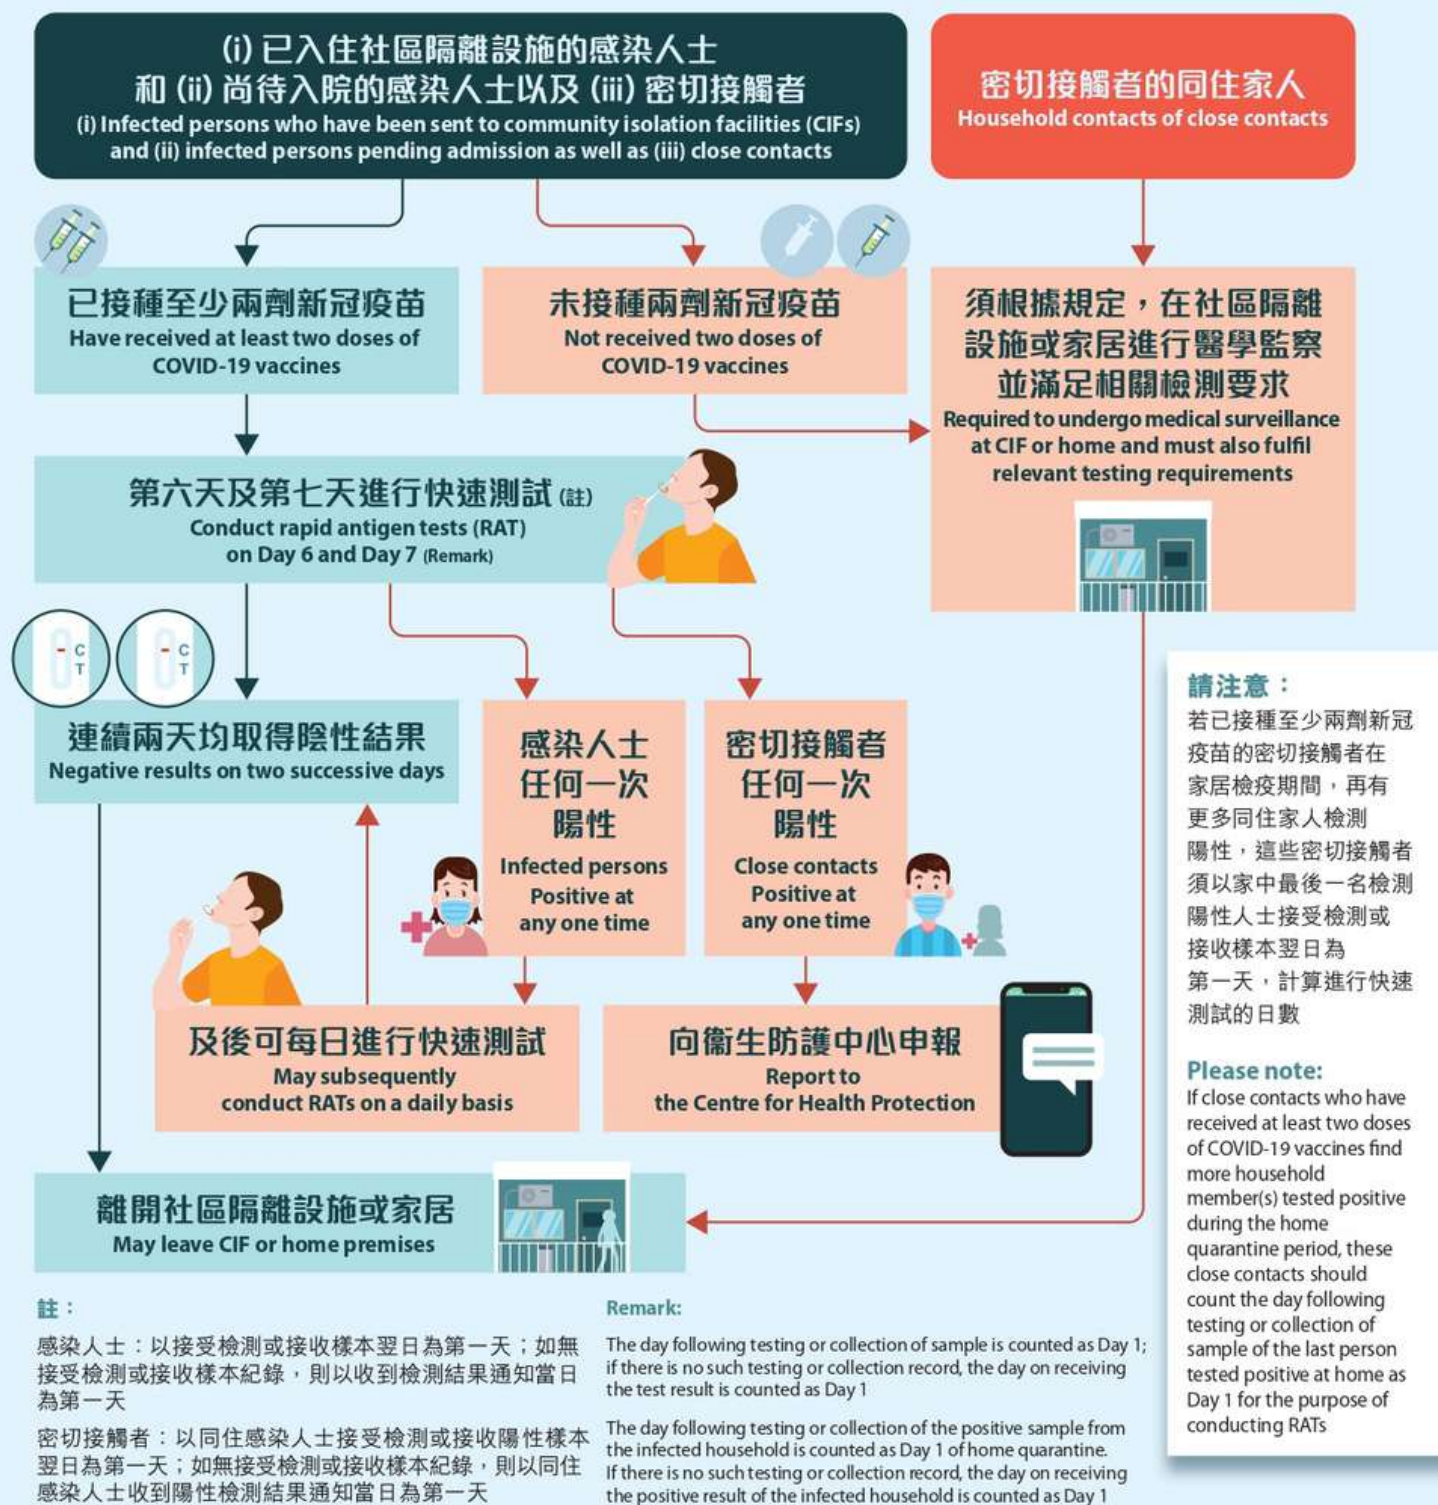 (i) 已入住社區隔離設施的感染人士
和 (ii) 尚待入院的感染人士以及 (iii) 密切接觸者
(i) Infected persons who have been sent to community isolation facilities (CIFs)
and (ii) infected persons pending admission as well as (iii) close contacts
密切接觸者的同住家人
Household contacts of close contacts
已接種至少兩劑新冠疫苗
Have received at least two doses of
COVID-19 vaccines
未接種兩劑新冠疫苗
Not received two doses of
COVID-19 vaccines
須根據規定，在社區隔離
設施或家居進行醫學監察
並滿足相關檢測要求
Required to undergo medical surveillance
at CIF or home and must also fulfil
relevant testing requirements
第六天及第七天進行快速測試 (註)
Conduct rapid antigen tests (RAT)
on Day 6 and Day 7 (Remark)
C
T
C
T
連續兩天均取得陰性結果
Negative results on two successive days
感染人士
任何一次
陽性
Infected persons
Positive at
any one time
密切接觸者
任何一次
陽性
Close contacts
Positive at
any one time
及後可每日進行快速測試
May subsequently
conduct RATs on a daily basis
向衞生防護中心申報
Report to
the Centre for Health Protection
離開社區隔離設施或家居
May leave CIF or home premises
請注意：
若已接種至少兩劑新冠
疫苗的密切接觸者在
家居檢疫期間，再有
更多同住家人檢測
陽性，這些密切接觸者
須以家中最後一名檢測
陽性人士接受檢測或
接收樣本翌日為
第一天，計算進行快速
測試的日數
Please note:
If close contacts who have
received at least two doses
of COVID-19 vaccines find
more household
member(s) tested positive
during the home
quarantine period, these
close contacts should
count the day following
testing or collection of
sample of the last person
tested positive at home as
Day 1 for the purpose of
conducting RATs
註：
感染人士：以接受檢測或接收樣本翌日為第一天；如無
接受檢測或接收樣本紀錄，則以收到檢測結果通知當日
為第一天
密切接觸者：以同住感染人士接受檢測或接收陽性樣本
翌日為第一天；如無接受檢測或接收樣本紀錄，則以同住
感染人士收到陽性檢測結果通知當日為第一天
Remark:
The day following testing or collection of sample is counted as Day 1;
if there is no such testing or collection record, the day on receiving
the test result is counted as Day 1
The day following testing or collection of the positive sample from
the infected household is counted as Day 1 of home quarantine.
If there is no such testing or collection record, the day on receiving
the positive result of the infected household is counted as Day 1